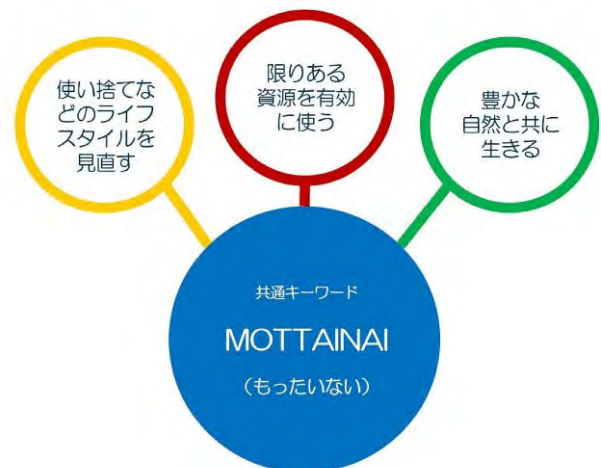 使い捨てな
どのライフ
スタイルを
見直す
限りある
資源を有効
に使う
豊かな
自然と共に
生きる
共通キーワード
MOTTAINAI
（もったいない）